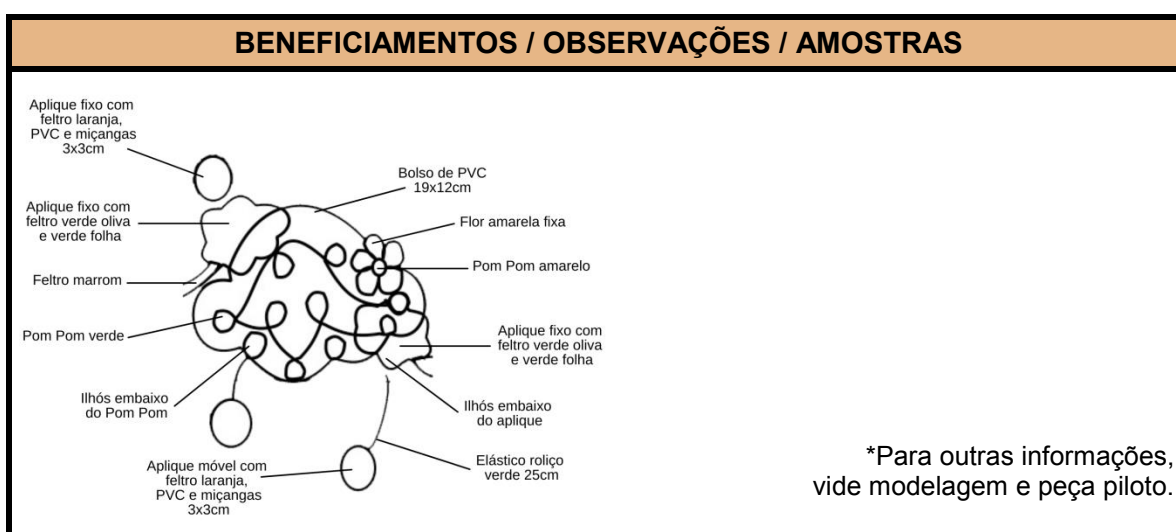 BENEFICIAMENTOS / OBSERVAÇÕES / AMOSTRAS
Aplique fixo com
feltro laranja,
PVC e miçangas
3x3cm
Bolso de PVC
19x12cm
Aplique fixo com
feltro verde oliva
e verde folha
Flor amarela fixa
Pom Pom amarelo
Feltro marrom
Pom Pom verde
Aplique fixo com
feltro verde oliva
e verde folha
Ilhós embaixo
do Pom Pom
Ilhós embaixo
do aplique
Aplique móvel com
feltro laranja,
PVC e miçangas
3x3cm
Elástico roliço
verde 25cm
*Para outras informações,
vide modelagem e peça piloto.